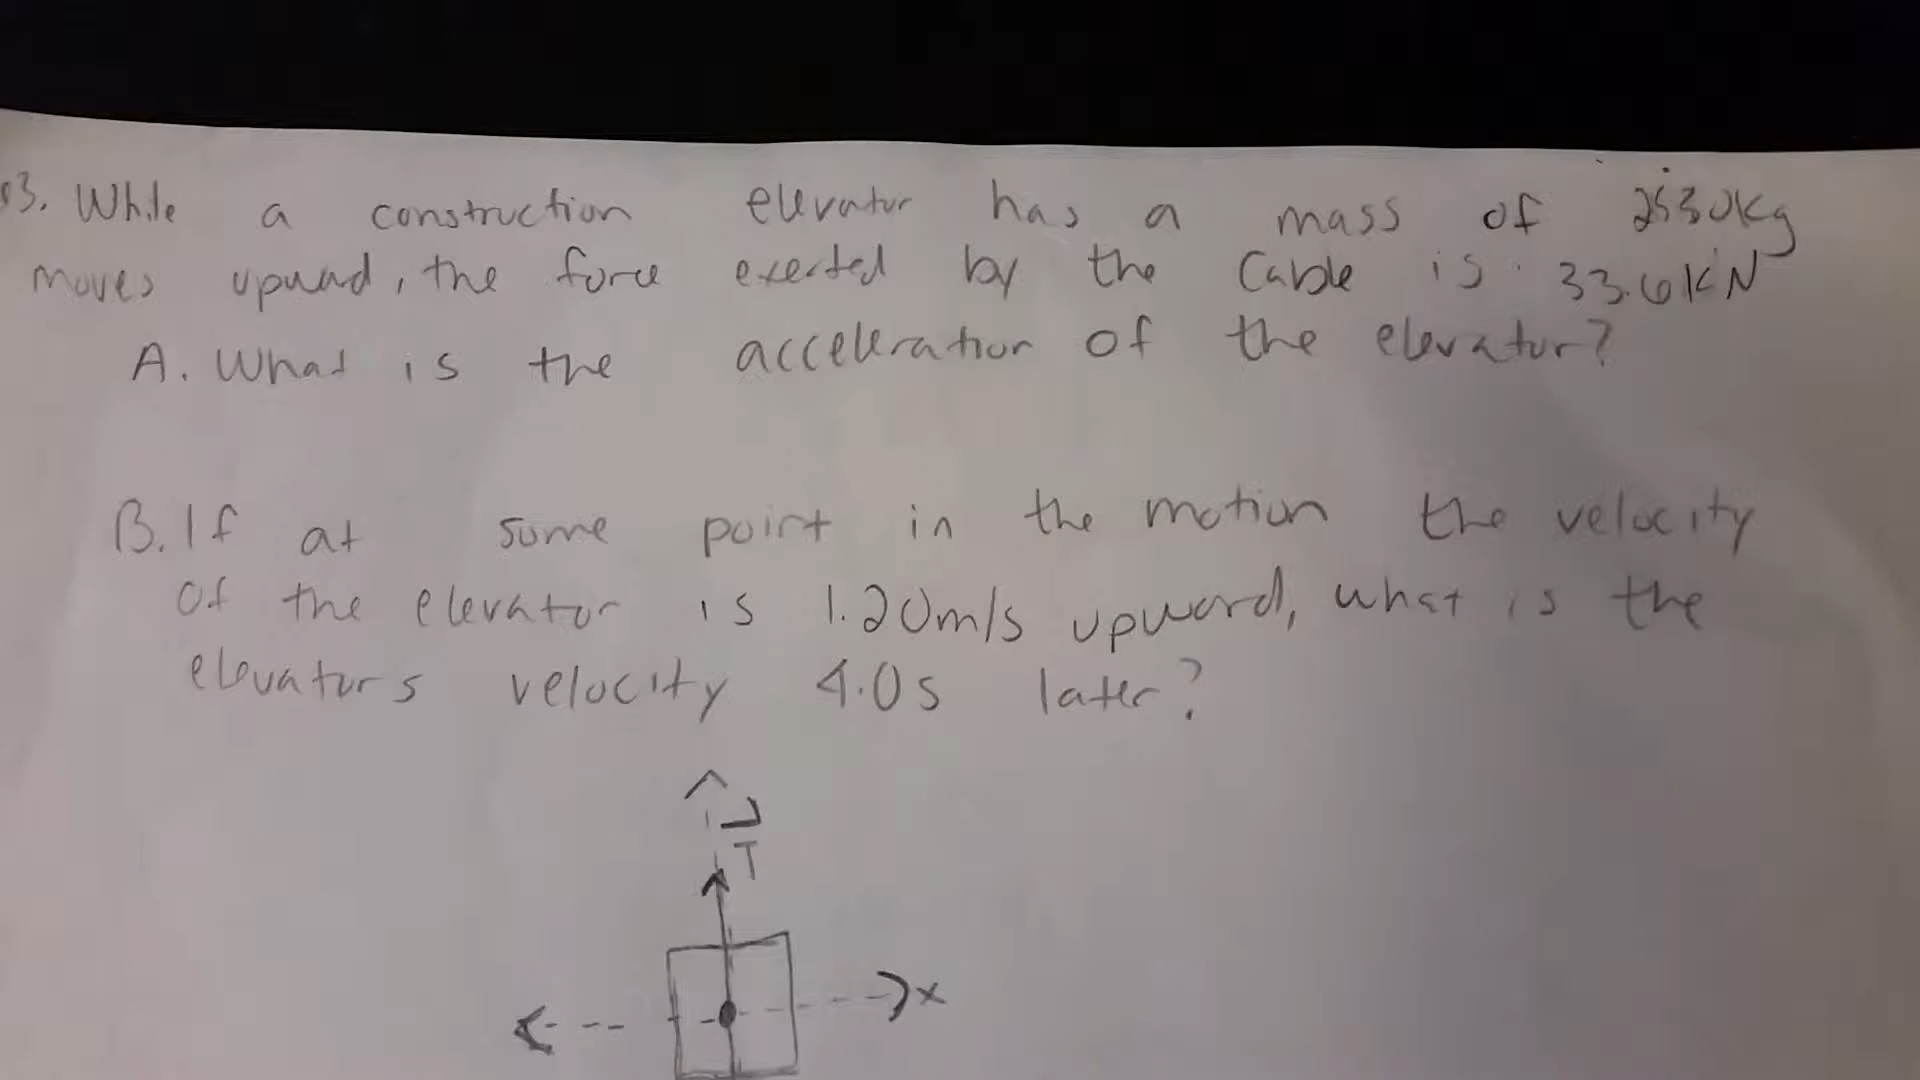 03. While a construction elevator has a mass of 2530kg
moves upward, the force exerted by the Cable is 33.6kN
A. What is the acceleration of the elevator?
B. If at some point in the motion the velocity
of the elevator is 1.20m/s upward, what is the
elevators velocity 4.0s later?
T
x